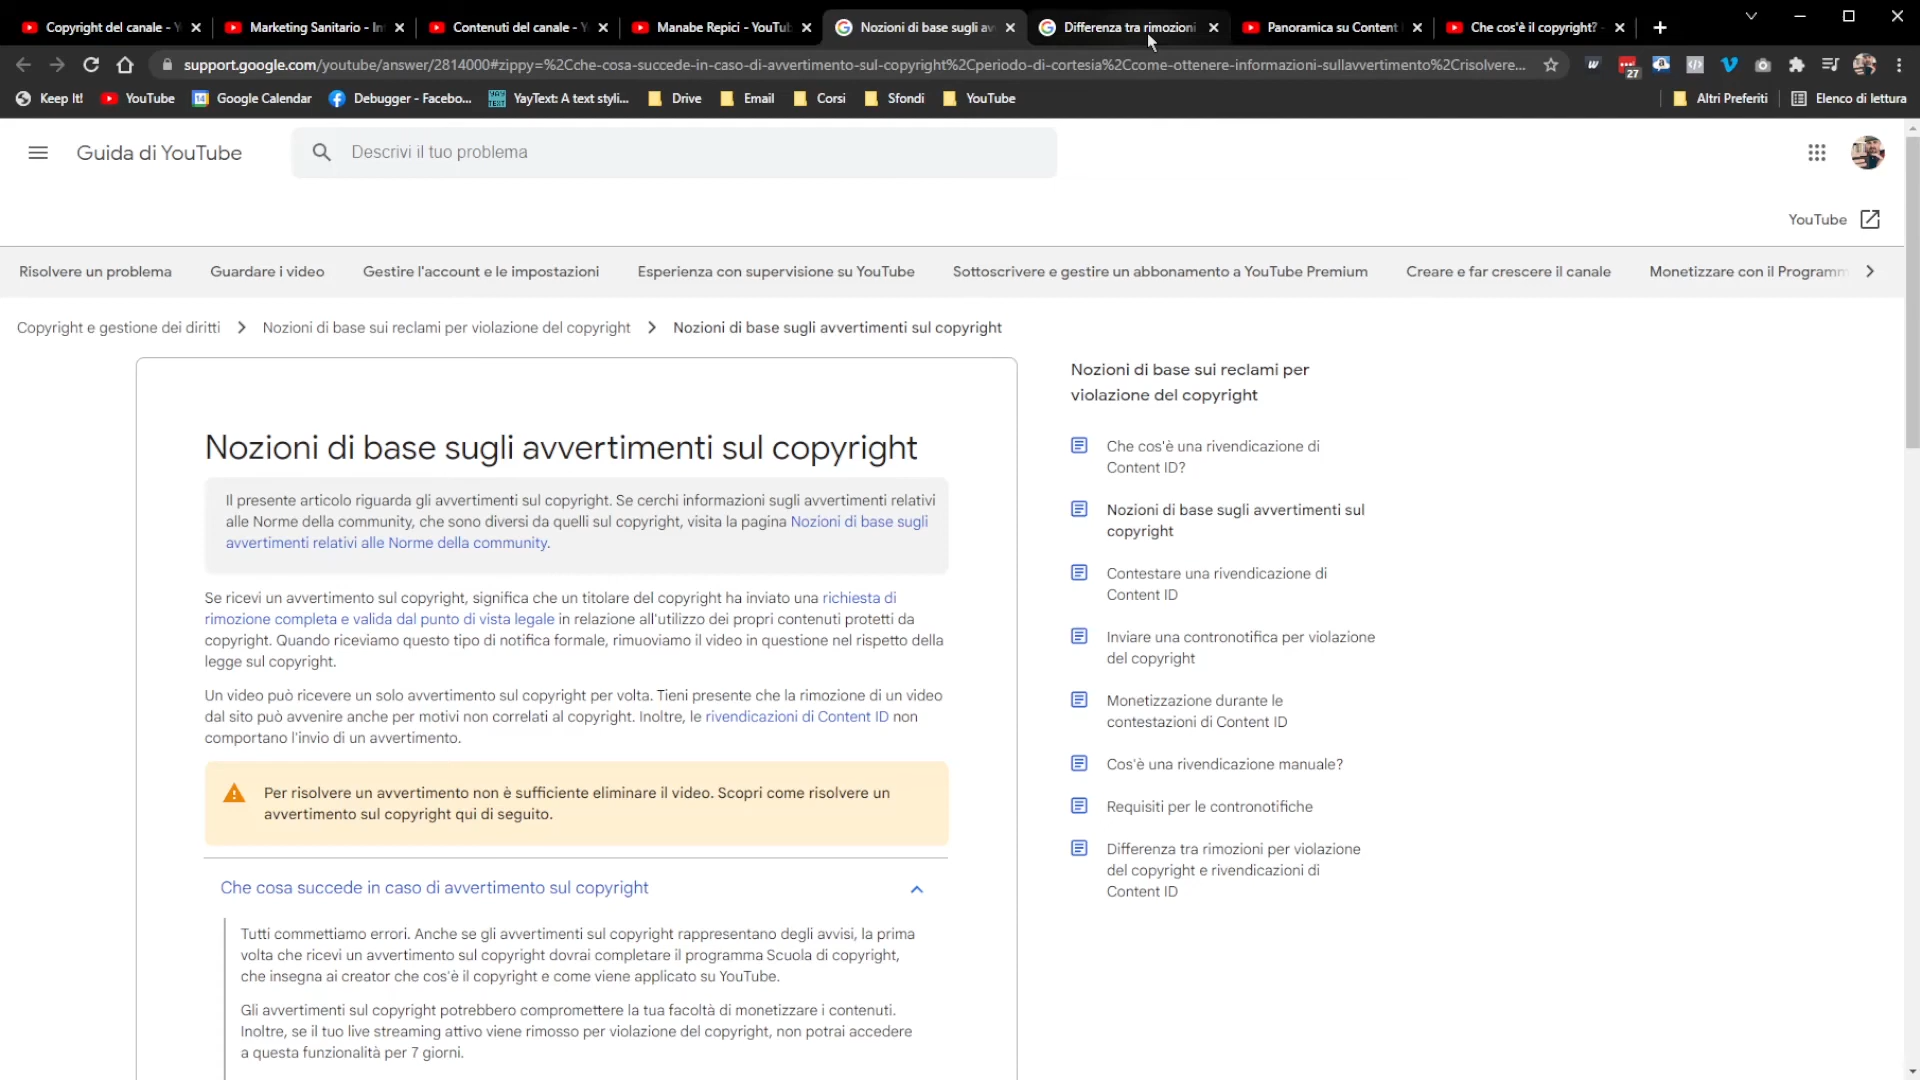 Copyright del canale - Y
Marketing Sanitario - In
Contenuti del canale - Y
Manabe Repici - YouTub
Nozioni di base sugli av
Differenza tra rimozioni
Panoramica su Content
Che cos'è il copyright? -
support.google.com/youtube/answer/2814000#zippy=%2Cche-cosa-succede-in-caso-di-avvertimento-sul-copyright%2Cperiodo-di-cortesia%2Ccome-ottenere-informazioni-sullavvertimento%2Crisolvere...
27
Keep It!
YouTube
Google Calendar
Debugger - Facebo...
YayText: A text styli...
Drive
Email
Corsi
Sfondi
YouTube
Altri Preferiti
Elenco di lettura
Guida di YouTube
Descrivi il tuo problema
YouTube
Risolvere un problema
Guardare i video
Gestire l'account e le impostazioni
Esperienza con supervisione su YouTube
Sottoscrivere e gestire un abbonamento a YouTube Premium
Creare e far crescere il canale
Monetizzare con il Programm
Copyright e gestione dei diritti > Nozioni di base sui reclami per violazione del copyright > Nozioni di base sugli avvertimenti sul copyright
Nozioni di base sugli avvertimenti sul copyright
Il presente articolo riguarda gli avvertimenti sul copyright. Se cerchi informazioni sugli avvertimenti relativi
alle Norme della community, che sono diversi da quelli sul copyright, visita la pagina Nozioni di base sugli
avvertimenti relativi alle Norme della community.
Se ricevi un avvertimento sul copyright, significa che un titolare del copyright ha inviato una richiesta di
rimozione completa e valida dal punto di vista legale in relazione all'utilizzo dei propri contenuti protetti da
copyright. Quando riceviamo questo tipo di notifica formale, rimuoviamo il video in questione nel rispetto della
legge sul copyright.
Un video può ricevere un solo avvertimento sul copyright per volta. Tieni presente che la rimozione di un video
dal sito può avvenire anche per motivi non correlati al copyright. Inoltre, le rivendicazioni di Content ID non
comportano l'invio di un avvertimento.
Per risolvere un avvertimento non è sufficiente eliminare il video. Scopri come risolvere un
avvertimento sul copyright qui di seguito.
Che cosa succede in caso di avvertimento sul copyright
Tutti commettiamo errori. Anche se gli avvertimenti sul copyright rappresentano degli avvisi, la prima
volta che ricevi un avvertimento sul copyright dovrai completare il programma Scuola di copyright,
che insegna ai creator che cos'è il copyright e come viene applicato su YouTube.
Gli avvertimenti sul copyright potrebbero compromettere la tua facoltà di monetizzare i contenuti.
Inoltre, se il tuo live streaming attivo viene rimosso per violazione del copyright, non potrai accedere
a questa funzionalità per 7 giorni.
Nozioni di base sui reclami per
violazione del copyright
Che cos'è una rivendicazione di
Content ID?
Nozioni di base sugli avvertimenti sul
copyright
Contestare una rivendicazione di
Content ID
Inviare una contronotifica per violazione
del copyright
Monetizzazione durante le
contestazioni di Content ID
Cos'è una rivendicazione manuale?
Requisiti per le contronotifiche
Differenza tra rimozioni per violazione
del copyright e rivendicazioni di
Content ID